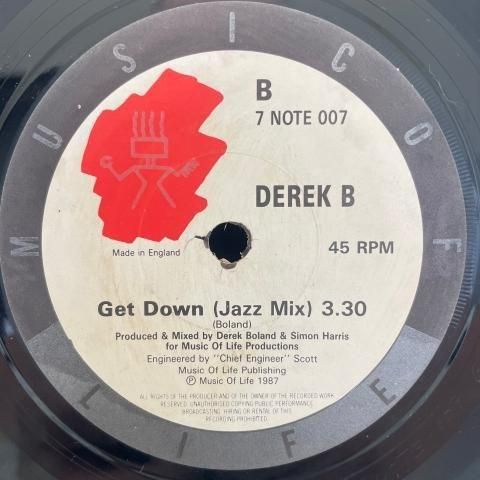 MUSIC OF LIFE
B
7 NOTE 007
DEREK B
Made in England
45 RPM
Get Down (Jazz Mix) 3.30
(Boland)
Produced & Mixed by Derek Boland & Simon Harris
for Music Of Life Productions
Engineered by "Chief Engineer" Scott
Music Of Life Publishing
℗ Music Of Life 1987
ALL RIGHTS OF THE PRODUCER AND OF THE OWNER OF THE RECORDED WORK
RESERVED. UNAUTHORISED COPYING PUBLIC PERFORMANCE
BROADCASTING. HIRING OR RENTAL OF THIS
RECORDING PROHIBITED.